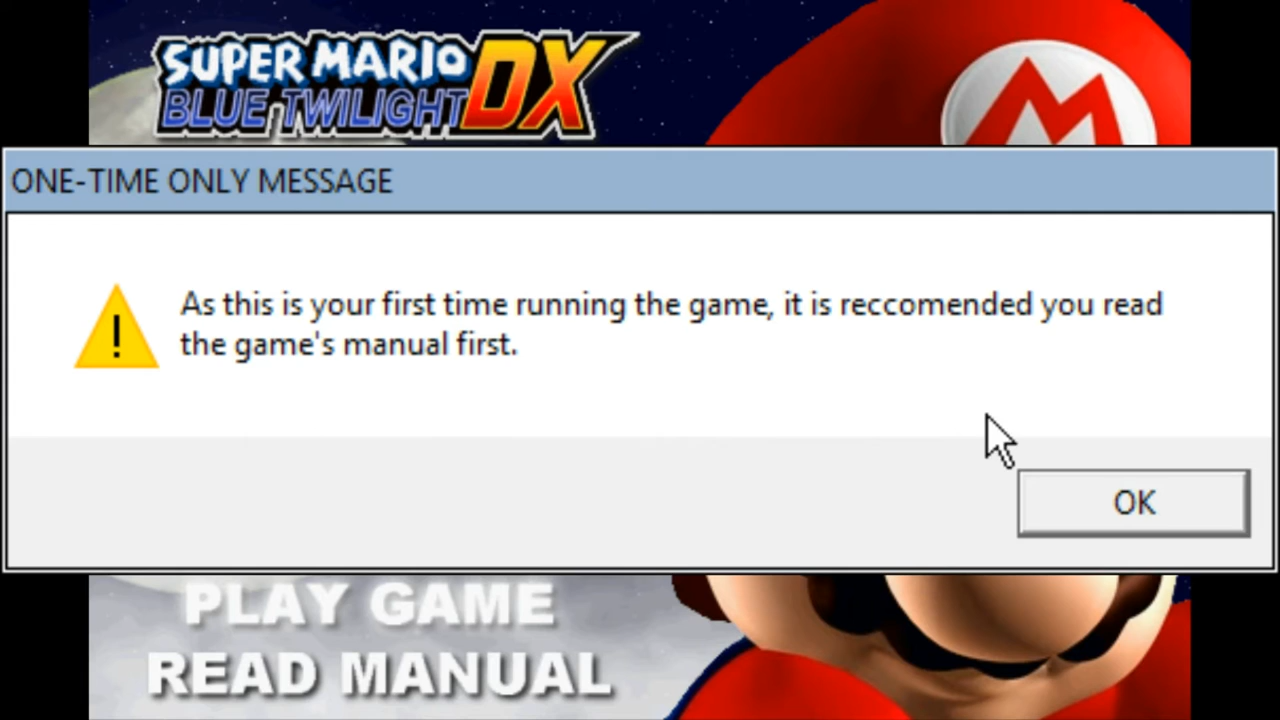 SUPER MARIO
BLUE TWILIGHT DX
M
ONE-TIME ONLY MESSAGE
!
As this is your first time running the game, it is reccomended you read
the game's manual first.
OK
PLAY GAME
READ MANUAL